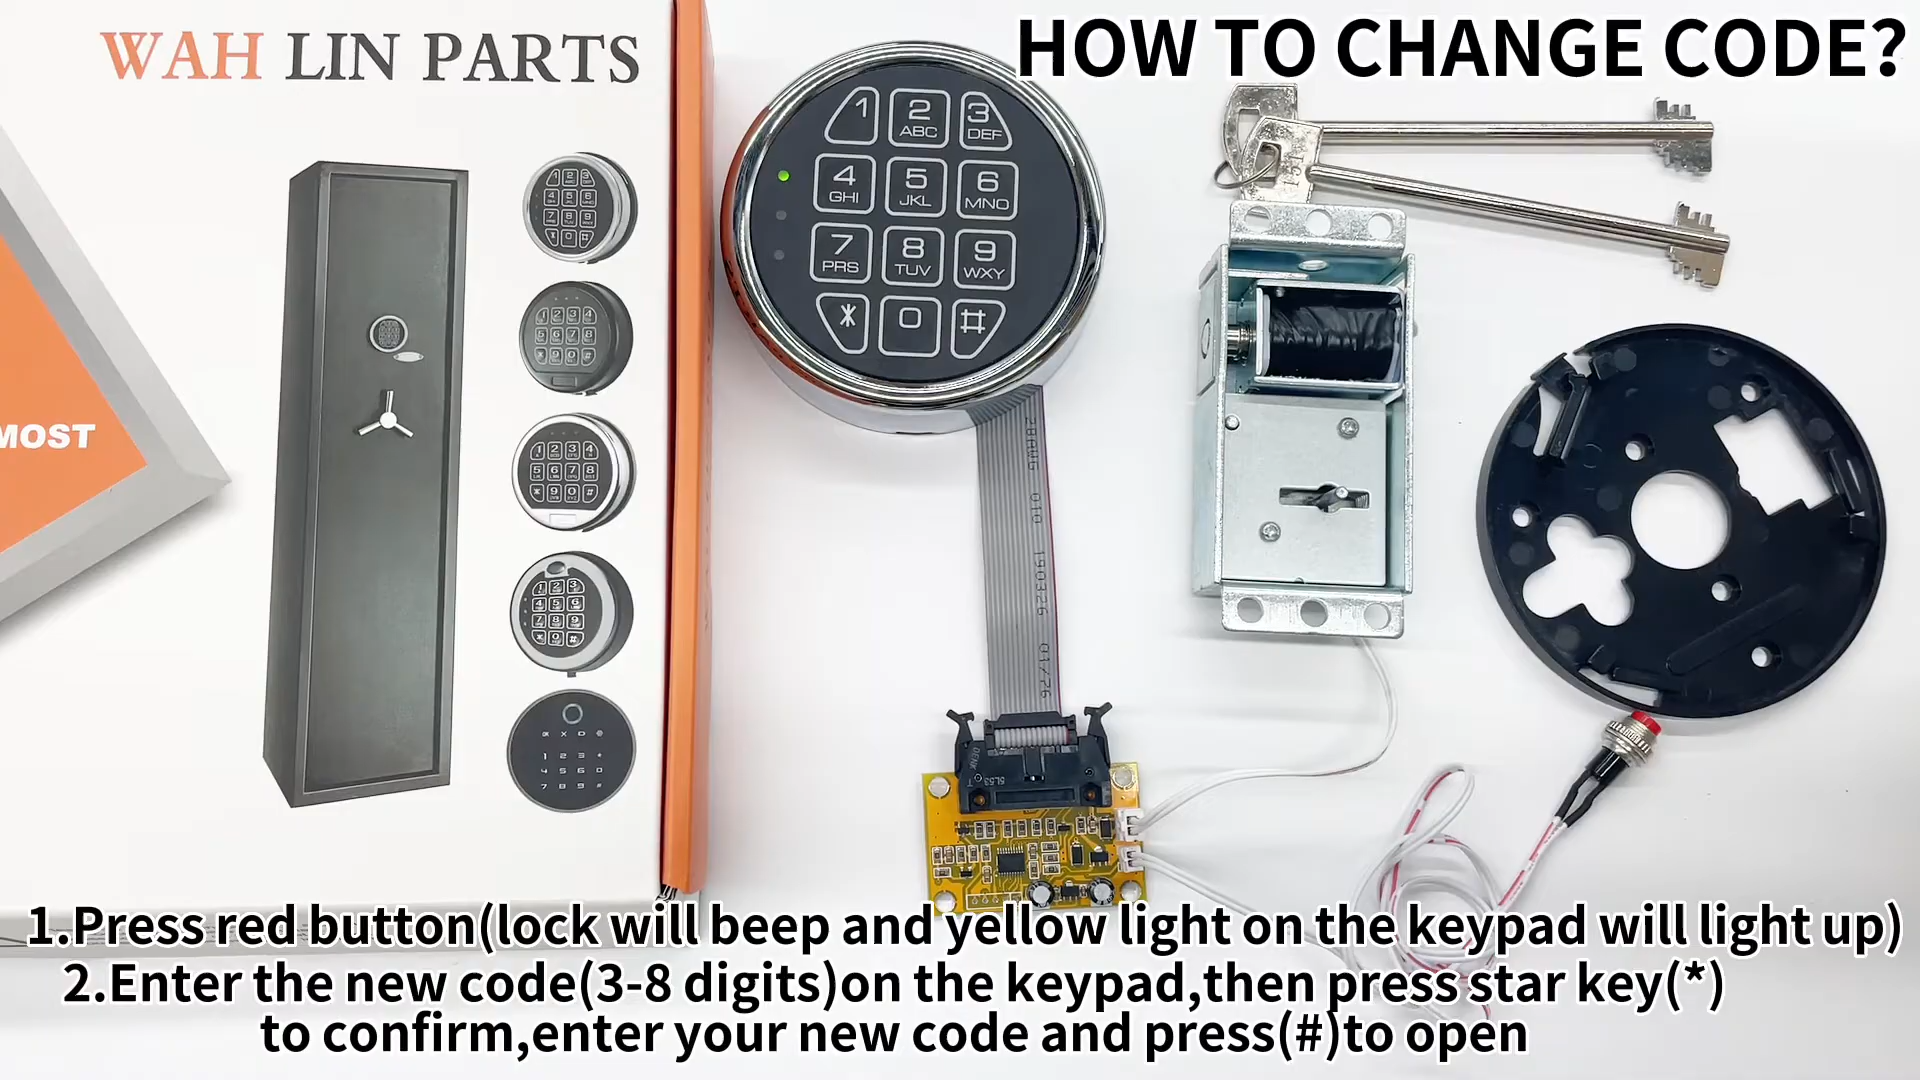 WAH LIN PARTS
HOW TO CHANGE CODE?
MOST
1
2 ABC
3 DEF
4 GHI
5 JKL
6 MNO
7 PRS
8 TUV
9 WXY
*
0
#
1.Press red button(lock will beep and yellow light on the keypad will light up)
2.Enter the new code(3-8 digits)on the keypad,then press star key(*)
to confirm,enter your new code and press(#)to open